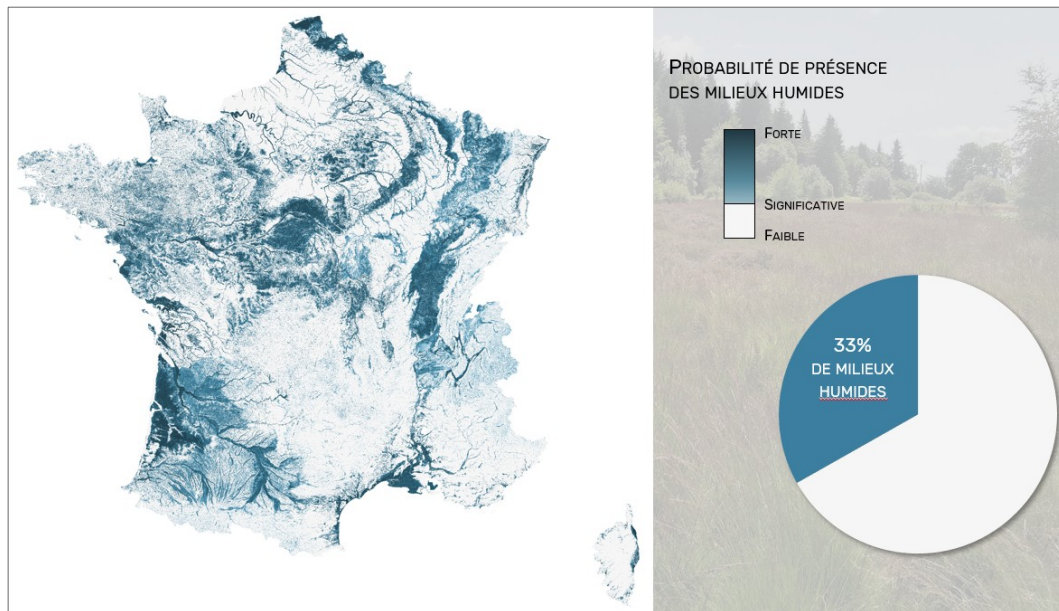 PROBABILITÉ DE PRÉSENCE
DES MILIEUX HUMIDES
FORTE
SIGNIFICATIVE
FAIBLE
33%
DE MILIEUX
HUMIDES